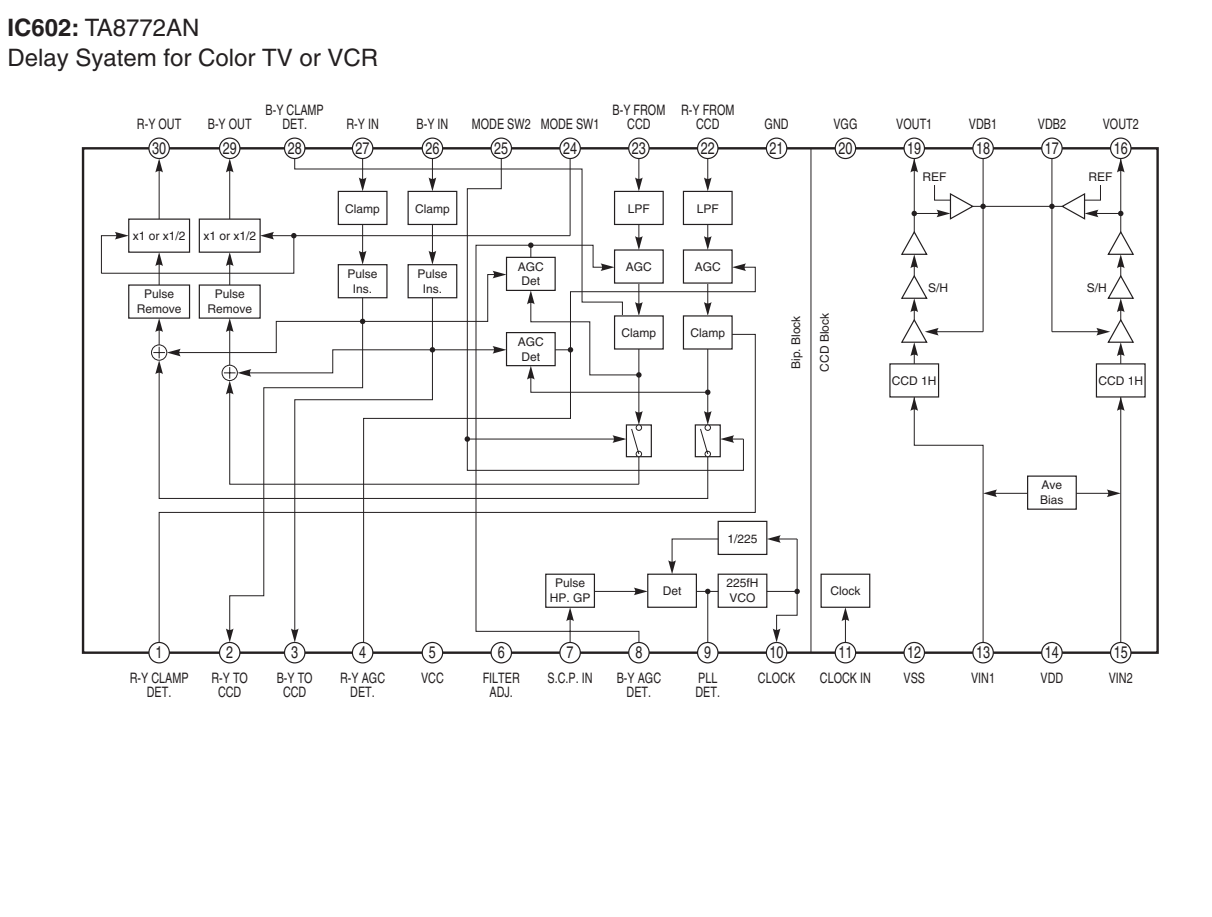 IC602: TA8772AN
Delay Syatem for Color TV or VCR
B-Y CLAMP
DET.
R-Y OUT
B-Y OUT
R-Y IN
B-Y IN
MODE SW2
MODE SW1
B-Y FROM
CCD
R-Y FROM
CCD
GND
VGG
VOUT1
VDB1
VDB2
VOUT2
30
29
28
27
26
25
24
23
22
21
20
19
18
17
16
REF
REF
Clamp
Clamp
LPF
LPF
x1 or x1/2
x1 or x1/2
AGC
Det
AGC
AGC
Pulse
Ins.
Pulse
Ins.
S/H
S/H
Pulse
Remove
Pulse
Remove
Clamp
Clamp
AGC
Det
Bip. Block
CCD Block
CCD 1H
CCD 1H
Ave
Bias
1/225
Pulse
HP. GP
Det
225fH
VCO
Clock
1
2
3
4
5
6
7
8
9
10
11
12
13
14
15
R-Y CLAMP
DET.
R-Y TO
CCD
B-Y TO
CCD
R-Y AGC
DET.
VCC
FILTER
ADJ.
S.C.P. IN
B-Y AGC
DET.
PLL
DET.
CLOCK
CLOCK IN
VSS
VIN1
VDD
VIN2